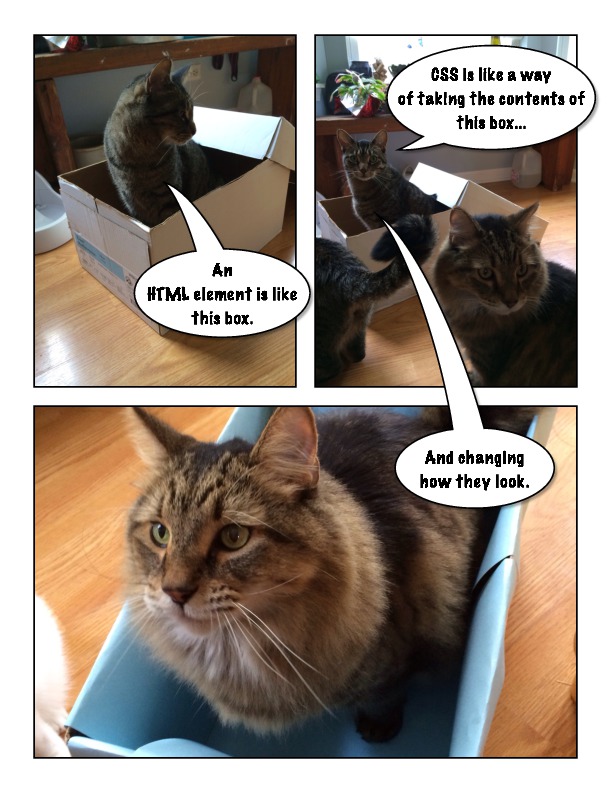 An
HTML element is like
this box.
CSS is like a way
of taking the contents of
this box...
And changing
how they look.